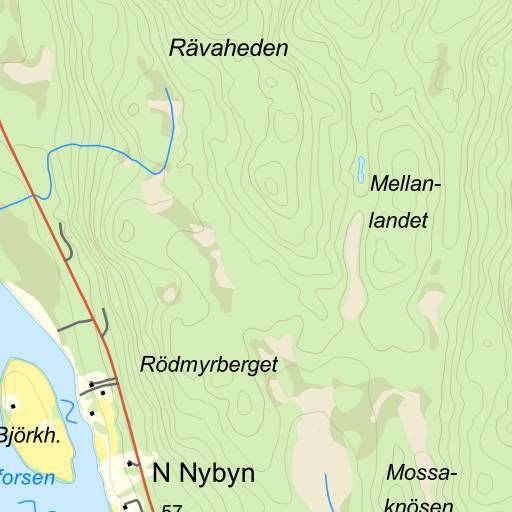 Rävaheden
Mellan-
landet
Rödmyrberget
Björkh.
forsen
N Nybyn
57
Mossa-
knösen